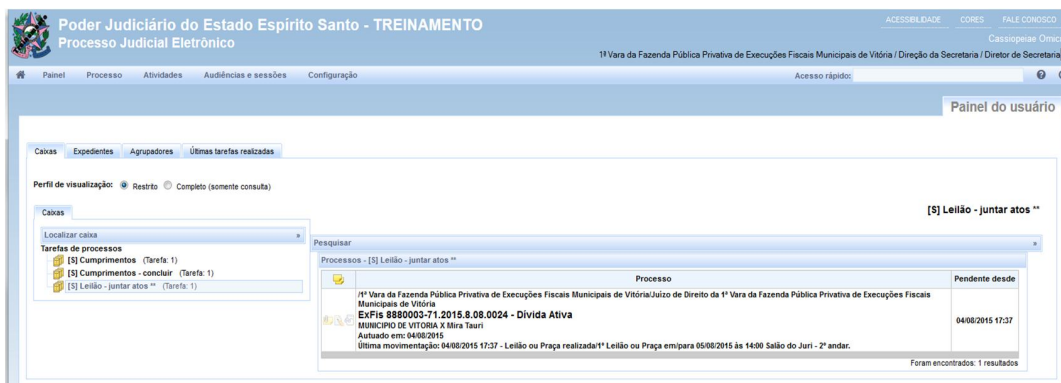 Poder Judiciário do Estado Espírito Santo - TREINAMENTO
Processo Judicial Eletrônico
ACESSIBILIDADE CORES FALE CONOSCO
Cassiopeiae
1ª Vara da Fazenda Pública Privativa de Execuções Fiscais Municipais de Vitória / Direção da Secretaria / Diretor de Secretaria
Painel Processo Atividades Audiências e sessões Configuração Acesso rápido:
Painel do usuário
Caixas Expedientes Agrupadores Últimas tarefas realizadas
Perfil de visualização: Restrito Completo (somente consulta)
[S] Leilão - juntar atos **
Caixas
Localizar caixa »
Tarefas de processos
[S] Cumprimentos (Tarefa: 1)
[S] Cumprimentos - concluir (Tarefa: 1)
[S] Leilão - juntar atos ** (Tarefa: 1)
Pesquisar »
Processos - [S] Leilão - juntar atos **
Processo Pendente desde
/1ª Vara da Fazenda Pública Privativa de Execuções Fiscais Municipais de Vitória/Juízo de Direito da 1ª Vara da Fazenda Pública Privativa de Execuções Fiscais
Municipais de Vitória
ExFis 8880003-71.2015.8.08.0024 - Dívida Ativa
MUNICIPIO DE VITORIA X Mira Tauri
Autuado em: 04/08/2015
Última movimentação: 04/08/2015 17:37 - Leilão ou Praça realizada/1º Leilão ou Praça em/para 05/08/2015 às 14:00 Salão do Juri - 2º andar.
04/08/2015 17:37
Foram encontrados: 1 resultados